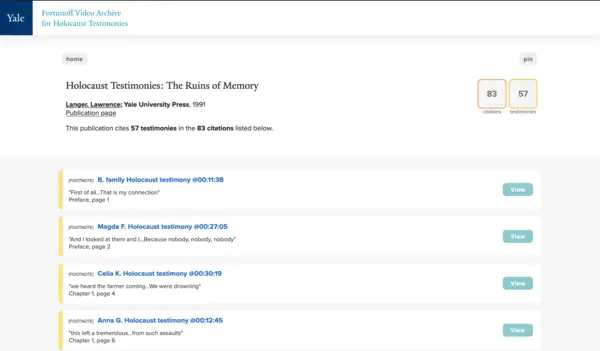 Yale
Fortunoff Video Archive
for Holocaust Testimonies
home
pin
Holocaust Testimonies: The Ruins of Memory
Langer, Lawrence; Yale University Press, 1991
Publication page
This publication cites 57 testimonies in the 83 citations listed below.
83
57
citations
testimonies
[FOOTNOTE] B. family Holocaust testimony @00:11:38
"First of all...That is my connection"
Preface, page 1
View
[FOOTNOTE] Magda F. Holocaust testimony @00:27:05
"And I looked at them and I...Because nobody, nobody, nobody"
Preface, page 2
View
[FOOTNOTE] Celia K. Holocaust testimony @00:30:19
"we heard the farmer coming...We were drowning"
Chapter 1, page 4
View
[FOOTNOTE] Anna G. Holocaust testimony @00:12:45
"this left a tremendous...from such assaults"
Chapter 1, page 6
View